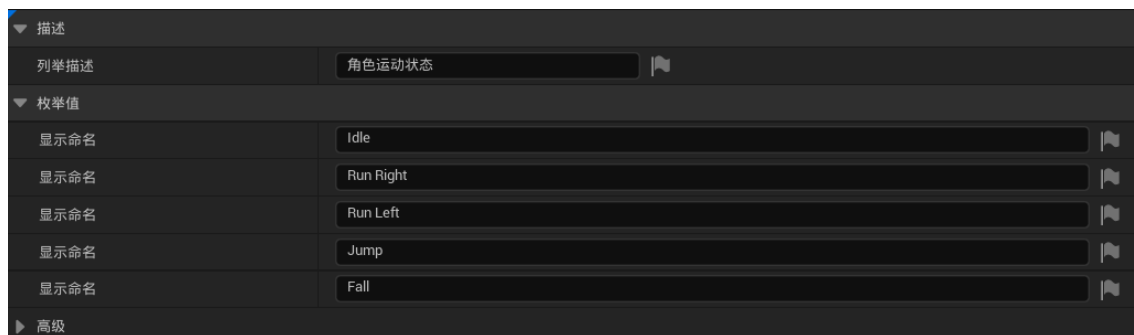 描述
列举描述 角色运动状态
枚举值
显示命名 Idle
显示命名 Run Right
显示命名 Run Left
显示命名 Jump
显示命名 Fall
高级